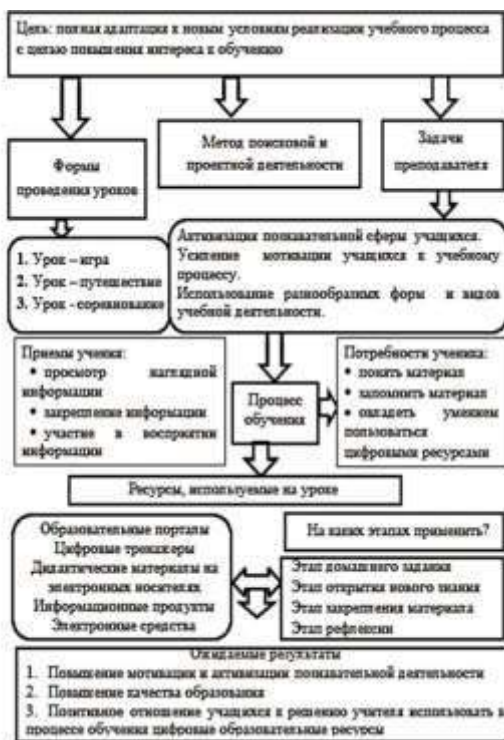 Цель: полная адаптация к новым условиям реализации учебного процесса
с целью повышения интереса к обучению
Формы
проведения уроков
Метод поисковой и
проектной деятельности
Задачи
преподавателя
1. Урок – игра
2. Урок – путешествие
3. Урок - соревнование
Активизация познавательной сферы учащихся.
Усиление мотивации учащихся к учебному
процессу.
Использование разнообразных форм и видов
учебной деятельности.
Приемы учения:
• просмотр наглядной
информации
• закрепление информации
• участие в восприятии
информации
Процесс
обучения
Потребности ученика:
• понять материал
• запомнить материал
• овладеть умением
пользоваться
цифровыми ресурсами
Ресурсы, используемые на уроке
Образовательные порталы
Цифровые тренажеры
Дидактические материалы на
электронных носителях
Информационные продукты
Электронные средства
На каких этапах применить?
Этап домашнего задания
Этап открытия нового знания
Этап закрепления материала
Этап рефлексии
Ожидаемые результаты
1. Повышение мотивации и активизации познавательной деятельности
2. Повышение качества образования
3. Позитивное отношение учащихся к решению учителя использовать в
процессе обучения цифровые образовательные ресурсы